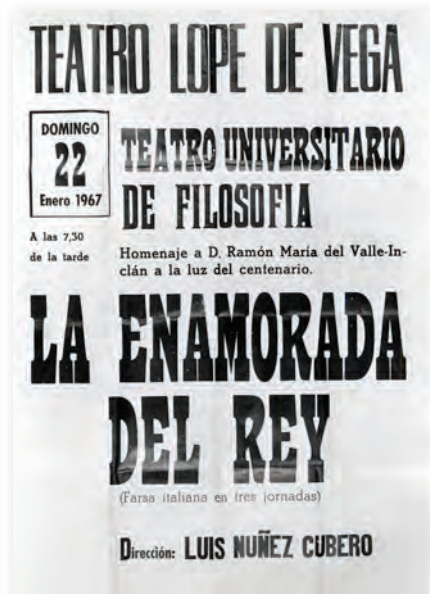 TEATRO LOPE DE VEGA
DOMINGO
22
Enero 1967
A las 7,30
de la tarde
TEATRO UNIVERSITARIO
DE FILOSOFIA
Homenaje a D. Ramón María del Valle-In-
clán a la luz del centenario.
LA ENAMORADA
DEL REY
(Farsa italiana en tres jornadas)
Dirección: LUIS NUÑEZ CUBERO